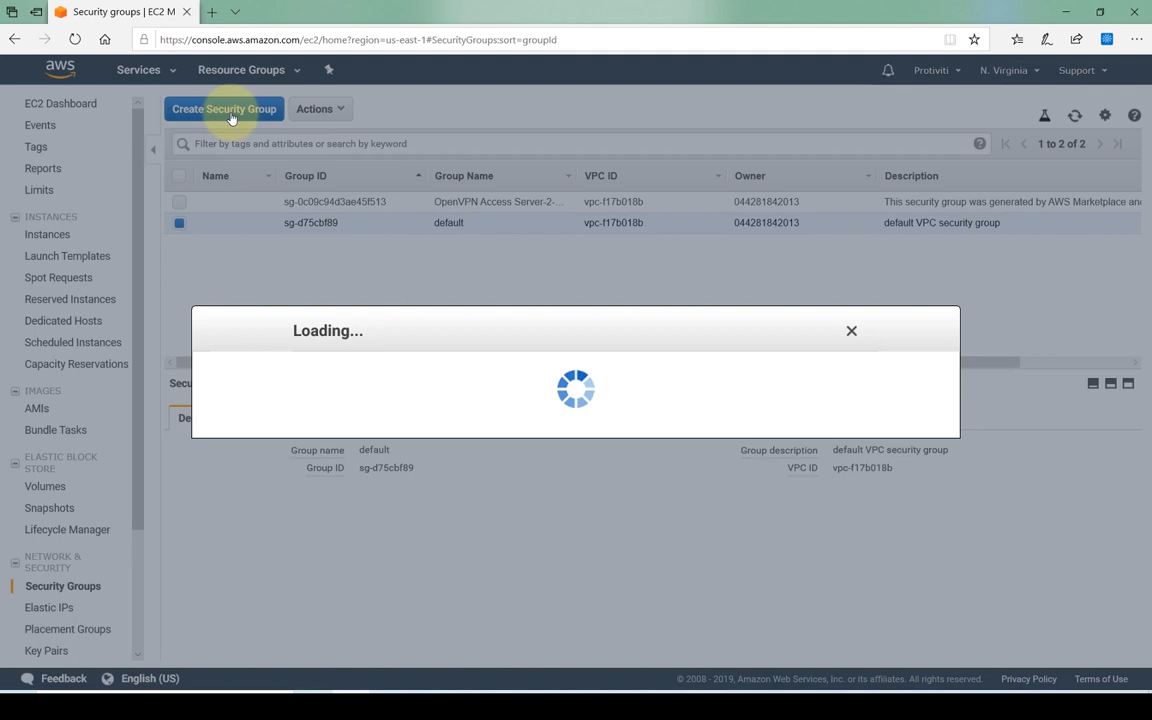 Security groups | EC2 M
https://console.aws.amazon.com/ec2/home?region=us-east-1#SecurityGroups:sort=groupId
aws Services Resource Groups Protiviti N. Virginia Support
EC2 Dashboard
Events
Tags
Reports
Limits
INSTANCES
Instances
Launch Templates
Spot Requests
Reserved Instances
Dedicated Hosts
Scheduled Instances
Capacity Reservations
IMAGES
AMIs
Bundle Tasks
ELASTIC BLOCK
STORE
Volumes
Snapshots
Lifecycle Manager
NETWORK &
SECURITY
Security Groups
Elastic IPs
Placement Groups
Key Pairs
Create Security Group Actions
Filter by tags and attributes or search by keyword 1 to 2 of 2
Name Group ID Group Name VPC ID Owner Description
sg-0c09c94d3ae45f513 OpenVPN Access Server-2-... vpc-f17b018b 044281842013 This security group was generated by AWS Marketplace an
sg-d75cbf89 default vpc-f17b018b 044281842013 default VPC security group
Loading...
Secu
De
Group name default Group description default VPC security group
Group ID sg-d75cbf89 VPC ID vpc-f17b018b
Feedback English (US) © 2008 - 2019, Amazon Web Services, Inc. or its affiliates. All rights reserved. Privacy Policy Terms of Use